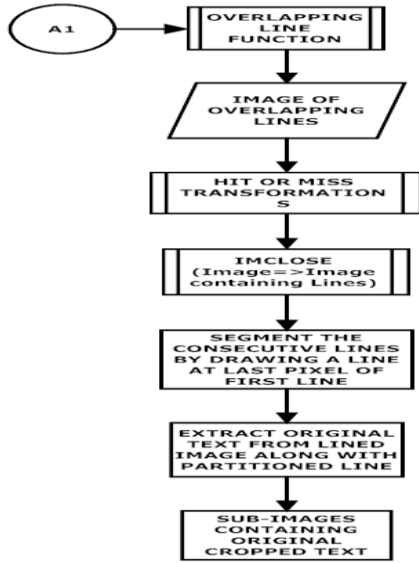 A1
OVERLAPPING
LINE
FUNCTION
IMAGE OF
OVERLAPPING
LINES
HIT OR MISS
TRANSFORMATION
S
IMCLOSE
(Image=>Image
containing Lines)
SEGMENT THE
CONSECUTIVE LINES
BY DRAWING A LINE
AT LAST PIXEL OF
FIRST LINE
EXTRACT ORIGINAL
TEXT FROM LINED
IMAGE ALONG WITH
PARTITIONED LINE
SUB-IMAGES
CONTAINING
ORIGINAL
CROPPED TEXT